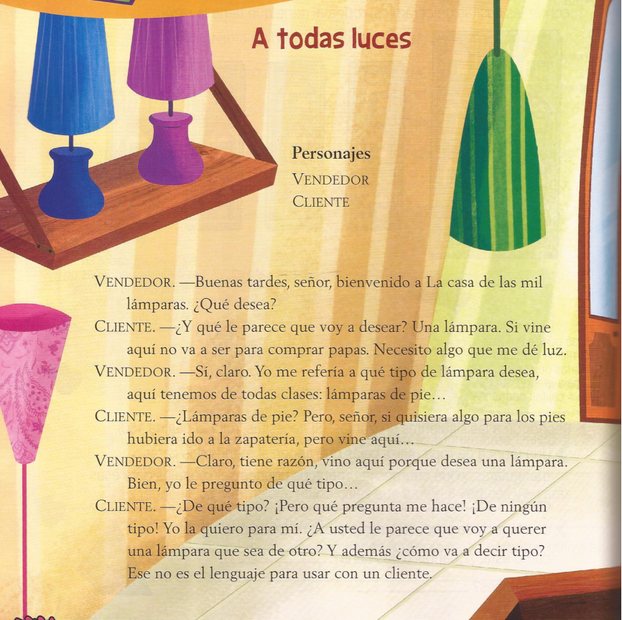 A todas luces
Personajes
VENDEDOR
CLIENTE
VENDEDOR. —Buenas tardes, señor, bienvenido a La casa de las mil
lámparas. ¿Qué desea?
CLIENTE. —¿Y qué le parece que voy a desear? Una lámpara. Si vine
aquí no va a ser para comprar papas. Necesito algo que me dé luz.
VENDEDOR. —Sí, claro. Yo me refería a qué tipo de lámpara desea,
aquí tenemos de todas clases: lámparas de pie…
CLIENTE. —¿Lámparas de pie? Pero, señor, si quisiera algo para los pies
hubiera ido a la zapatería, pero vine aquí…
VENDEDOR. —Claro, tiene razón, vino aquí porque desea una lámpara.
Bien, yo le pregunto de qué tipo…
CLIENTE. —¿De qué tipo? ¡Pero qué pregunta me hace! ¡De ningún
tipo! Yo la quiero para mí. ¿A usted le parece que voy a querer
una lámpara que sea de otro? Y además ¿cómo va a decir tipo?
Ese no es el lenguaje para usar con un cliente.